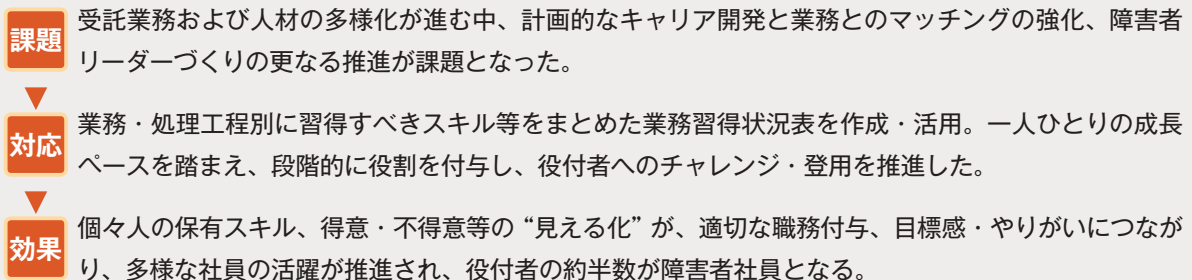 課題
受託業務および人材の多様化が進む中、計画的なキャリア開発と業務とのマッチングの強化、障害者
リーダーづくりの更なる推進が課題となった。
対応
業務・処理工程別に習得すべきスキル等をまとめた業務習得状況表を作成・活用。一人ひとりの成長
ペースを踏まえ、段階的に役割を付与し、役付者へのチャレンジ・登用を推進した。
効果
個々人の保有スキル、得意・不得意等の“見える化”が、適切な職務付与、目標感・やりがいにつなが
り、多様な社員の活躍が推進され、役付者の約半数が障害者社員となる。